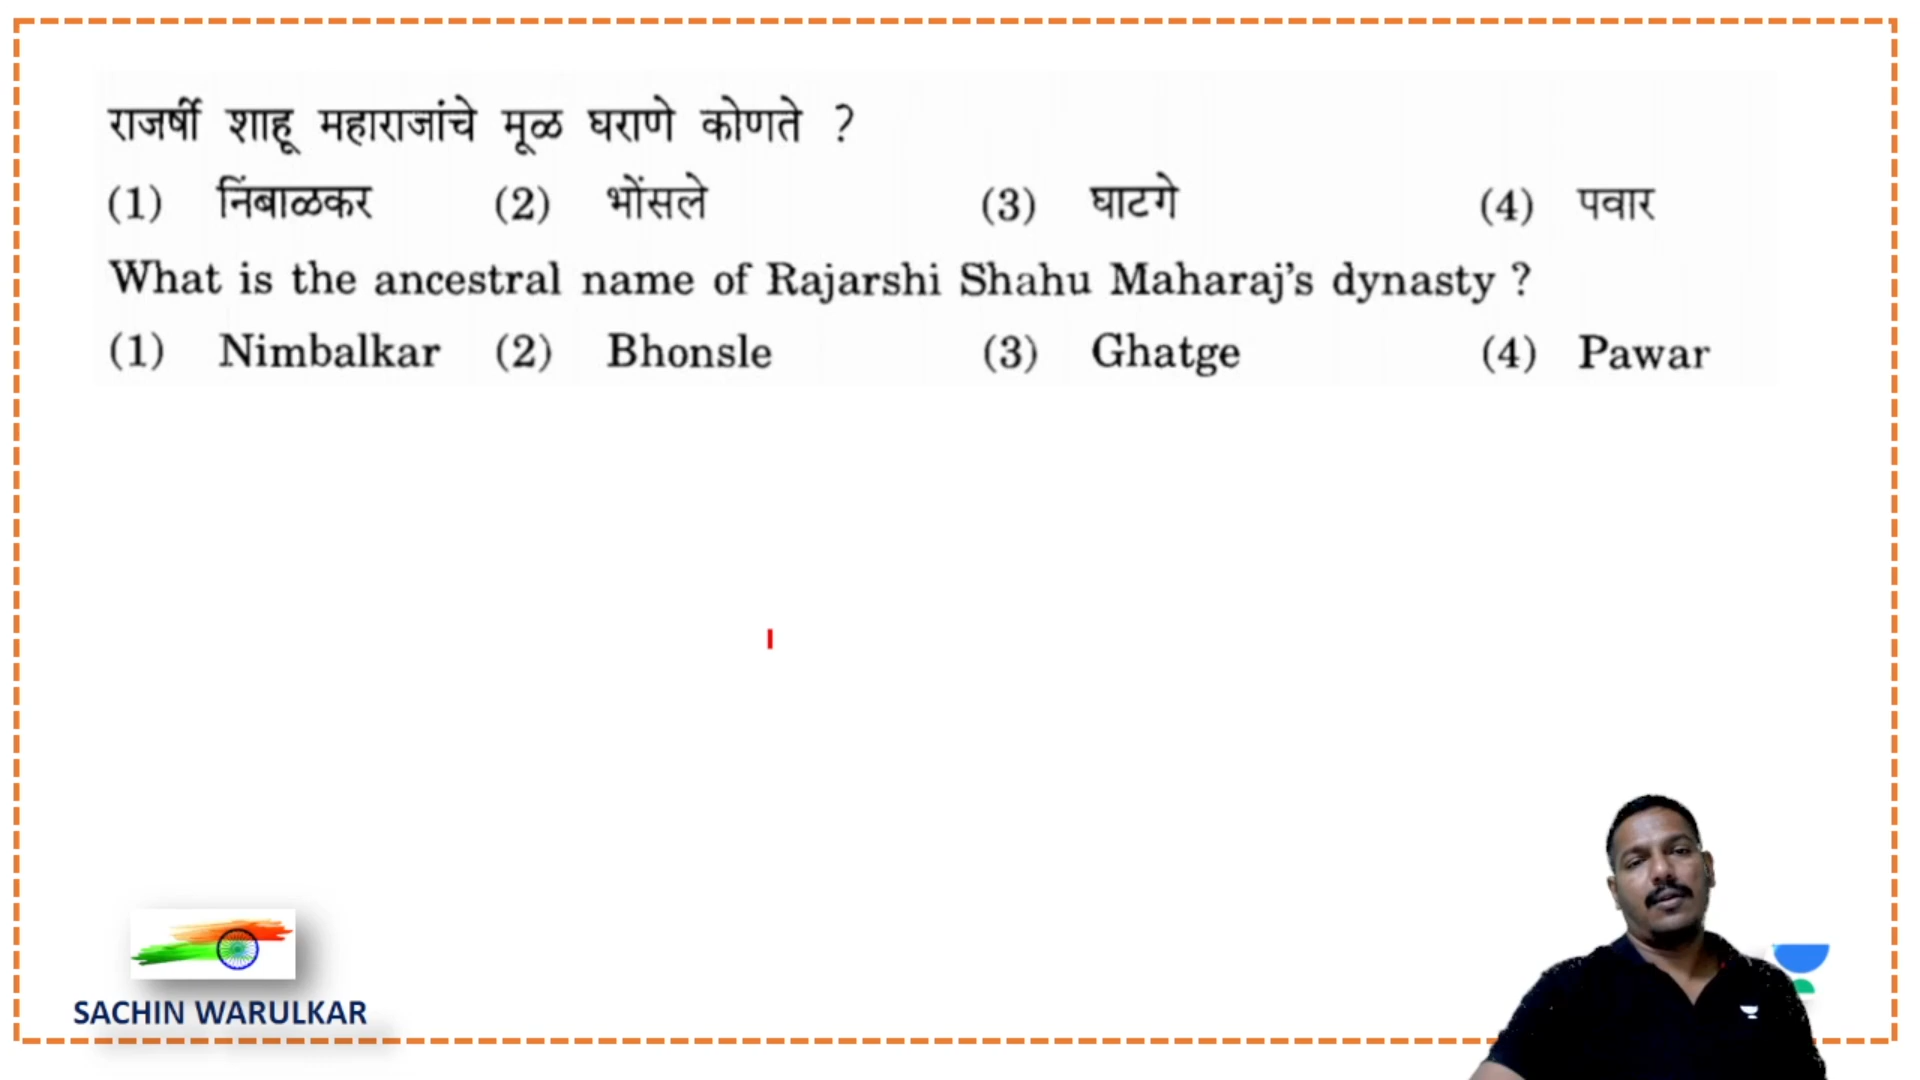 राजर्षी शाहू महाराजांचे मूळ घराणे कोणते ?
(1) निंबाळकर (2) भोंसले (3) घाटगे (4) पवार
What is the ancestral name of Rajarshi Shahu Maharaj's dynasty ?
(1) Nimbalkar (2) Bhonsle (3) Ghatge (4) Pawar
SACHIN WARULKAR